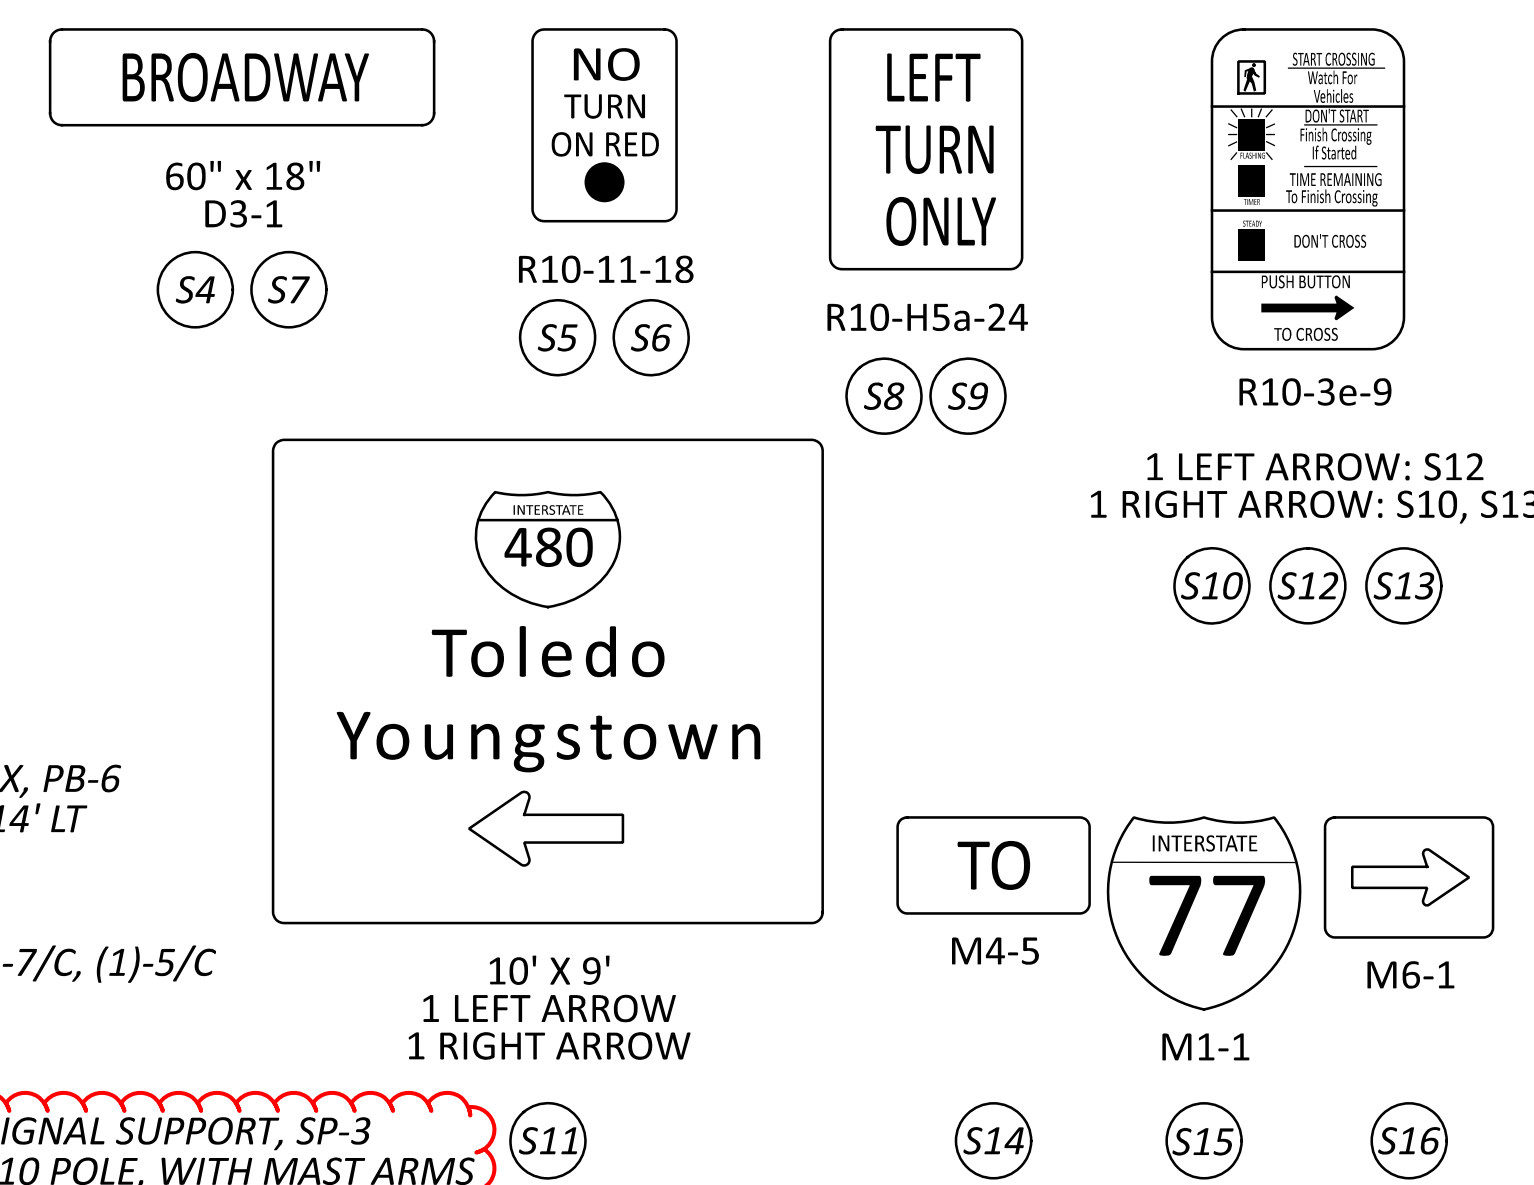 BROADWAY
60" x 18"
D3-1
S4 S7
NO
TURN
ON RED
R10-11-18
S5 S6
LEFT
TURN
ONLY
R10-H5a-24
S8 S9
START CROSSING
Watch For
Vehicles
DON'T START
Finish Crossing
If Started
FLASHING
TIME REMAINING
To Finish Crossing
TIMER
STEADY
DON'T CROSS
PUSH BUTTON
TO CROSS
R10-3e-9
1 LEFT ARROW: S12
1 RIGHT ARROW: S10, S13
S10 S12 S13
INTERSTATE
480
Toledo
Youngstown
10' X 9'
1 LEFT ARROW
1 RIGHT ARROW
S11
X, PB-6
14' LT
-7/C, (1)-5/C
IGNAL SUPPORT, SP-3
10 POLE, WITH MAST ARMS
TO
M4-5
S14
INTERSTATE
77
M1-1
S15
M6-1
S16